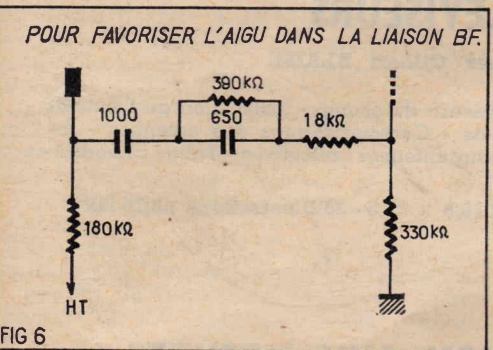 POUR FAVORISER L'AIGU DANS LA LIAISON BF.
390kΩ
1000
650
18kΩ
180kΩ
330kΩ
HT
FIG 6